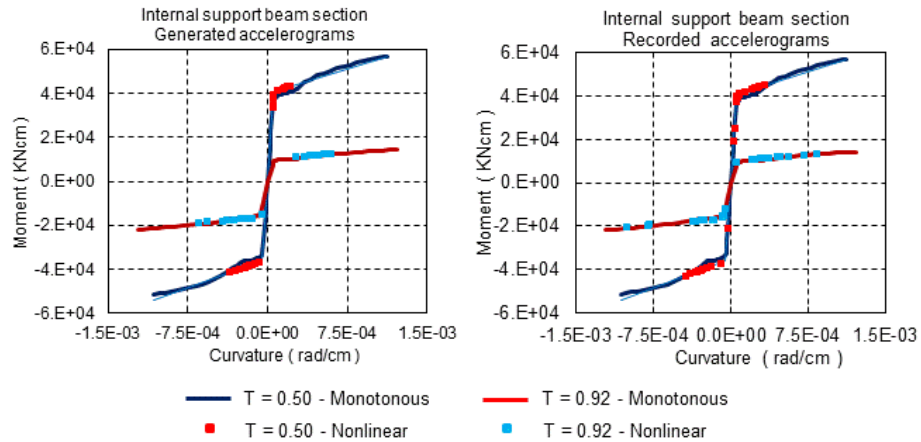 Internal support beam section
Generated accelerograms
6.E+04
4.E+04
2.E+04
0.E+00
-2.E+04
-4.E+04
-6.E+04
Moment ( KNcm )
-1.5E-03 -7.5E-04 0.0E+00 7.5E-04 1.5E-03
Curvature ( rad/cm )
Internal support beam section
Recorded accelerograms
6.E+04
4.E+04
2.E+04
0.E+00
-2.E+04
-4.E+04
-6.E+04
Moment ( KNcm )
-1.5E-03 -7.5E-04 0.0E+00 7.5E-04 1.5E-03
Curvature ( rad/cm )
T = 0.50 - Monotonous
T = 0.92 - Monotonous
T = 0.50 - Nonlinear
T = 0.92 - Nonlinear